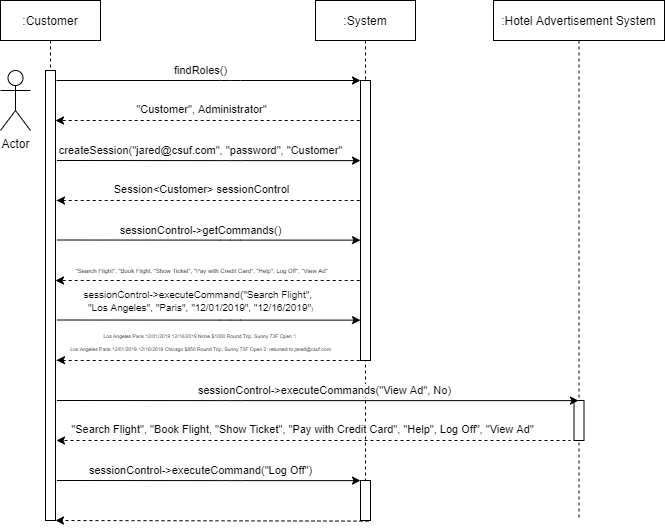 :Customer
:System
:Hotel Advertisement System
findRoles()
Actor
"Customer", Administrator"
createSession("jared@csuf.com", "password", "Customer"
Session<Customer> sessionControl
sessionControl->getCommands()
"Search Flight", "Book Flight, "Show Ticket", "Pay with Credit Card", "Help", Log Off", "View Ad"
sessionControl->executeCommand("Search Flight",
"Los Angeles", "Paris", "12/01/2019", "12/16/2019")
Los Angeles Paris 12/01/2019 12/16/2019 None $1000 Round Trip, Sunny 73F Open 1
Los Angeles Paris 12/01/2019 12/16/2019 Chicago $850 Round Trip, Sunny 73F Open 2 returned to jared@csuf.com
sessionControl->executeCommands("View Ad", No)
"Search Flight", "Book Flight, "Show Ticket", "Pay with Credit Card", "Help", Log Off", "View Ad"
sessionControl->executeCommand("Log Off")